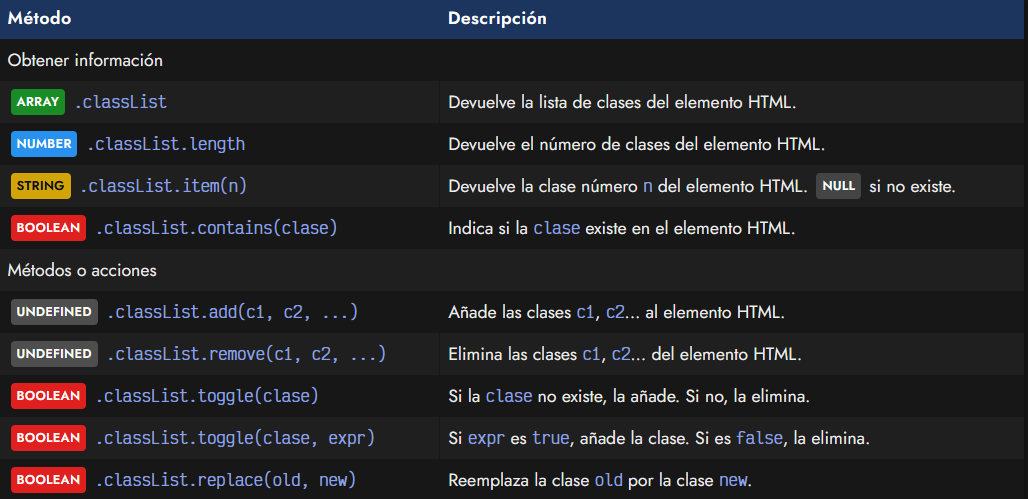 Método Descripción
Obtener información
ARRAY .classList Devuelve la lista de clases del elemento HTML.
NUMBER .classList.length Devuelve el número de clases del elemento HTML.
STRING .classList.item(n) Devuelve la clase número n del elemento HTML. NULL si no existe.
BOOLEAN .classList.contains(clase) Indica si la clase existe en el elemento HTML.
Métodos o acciones
UNDEFINED .classList.add(c1, c2, ...) Añade las clases c1, c2... al elemento HTML.
UNDEFINED .classList.remove(c1, c2, ...) Elimina las clases c1, c2... del elemento HTML.
BOOLEAN .classList.toggle(clase) Si la clase no existe, la añade. Si no, la elimina.
BOOLEAN .classList.toggle(clase, expr) Si expr es true, añade la clase. Si es false, la elimina.
BOOLEAN .classList.replace(old, new) Reemplaza la clase old por la clase new.